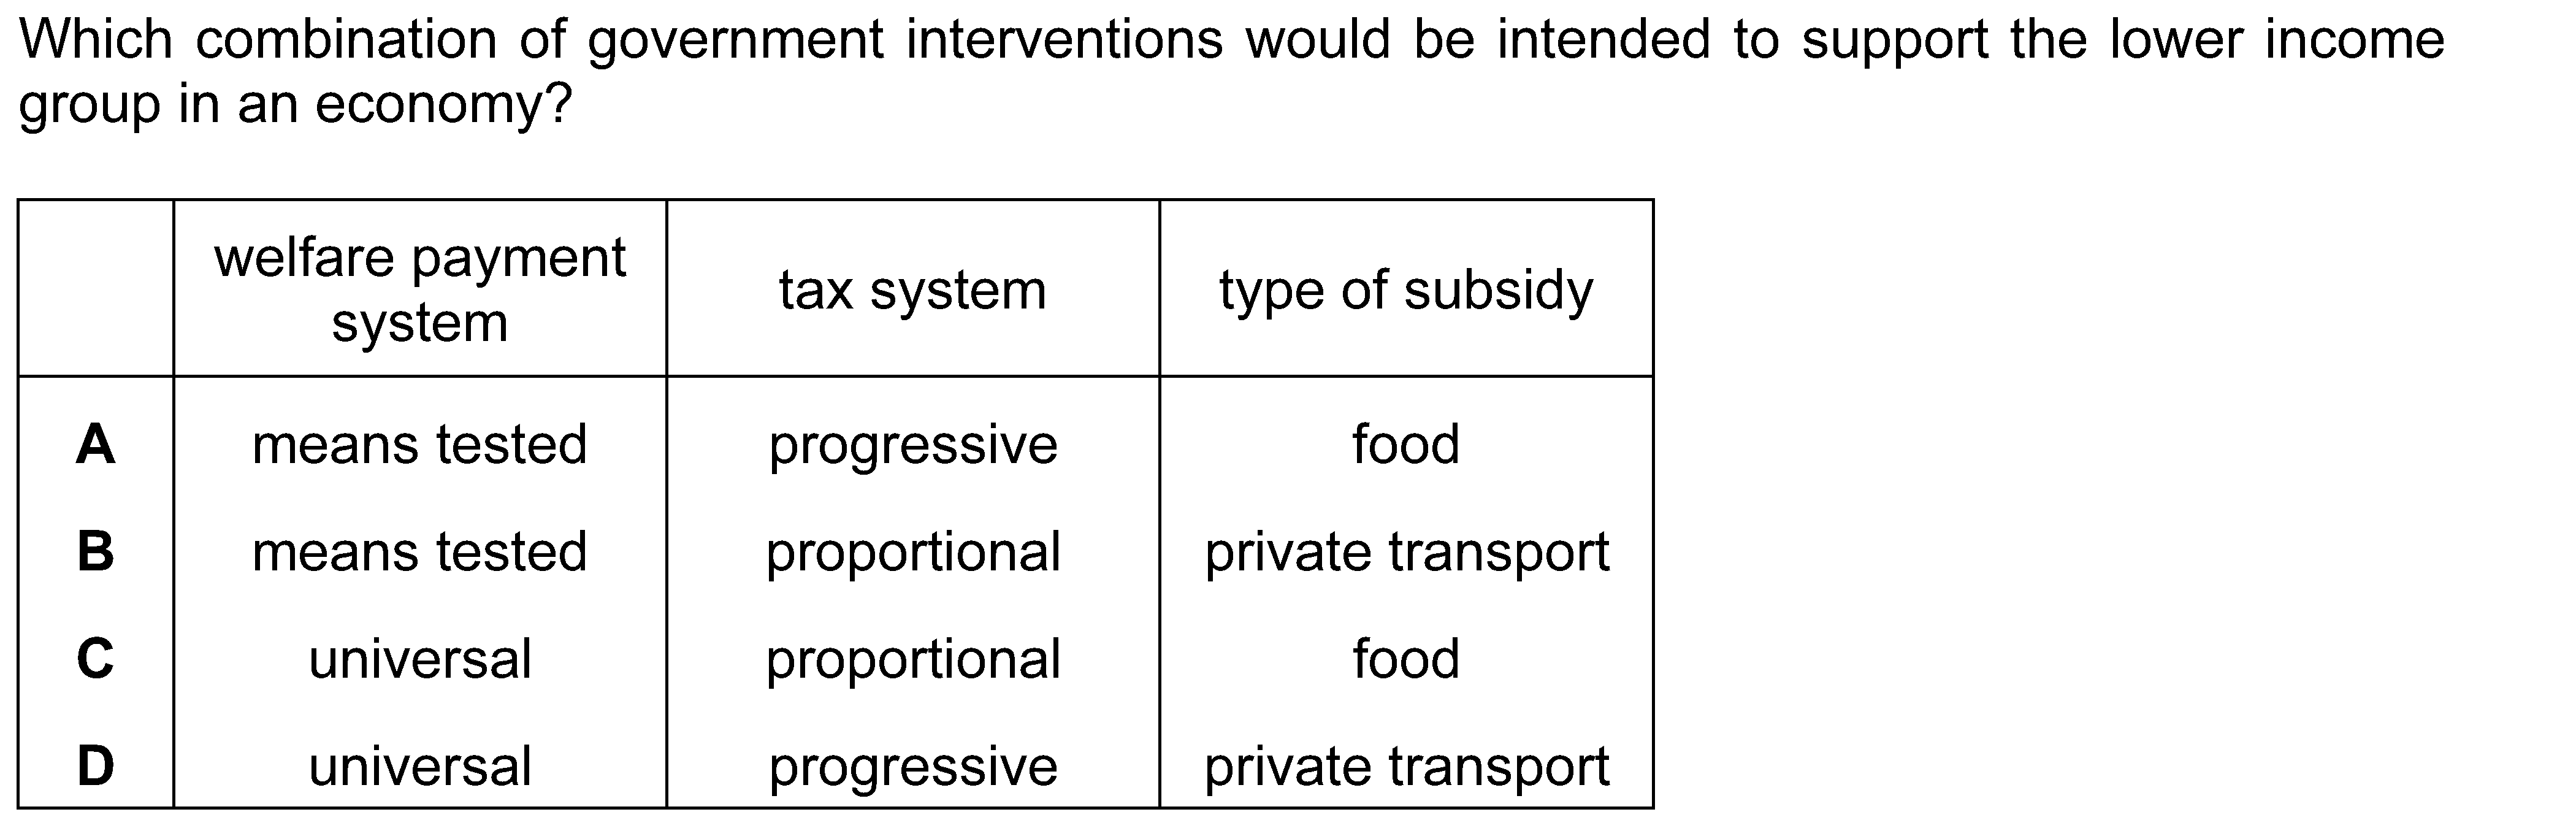 Which combination of government interventions would be intended to support the lower income
group in an economy?
welfare payment
system
tax system
type of subsidy
A means tested progressive food
B means tested proportional private transport
C universal proportional food
D universal progressive private transport